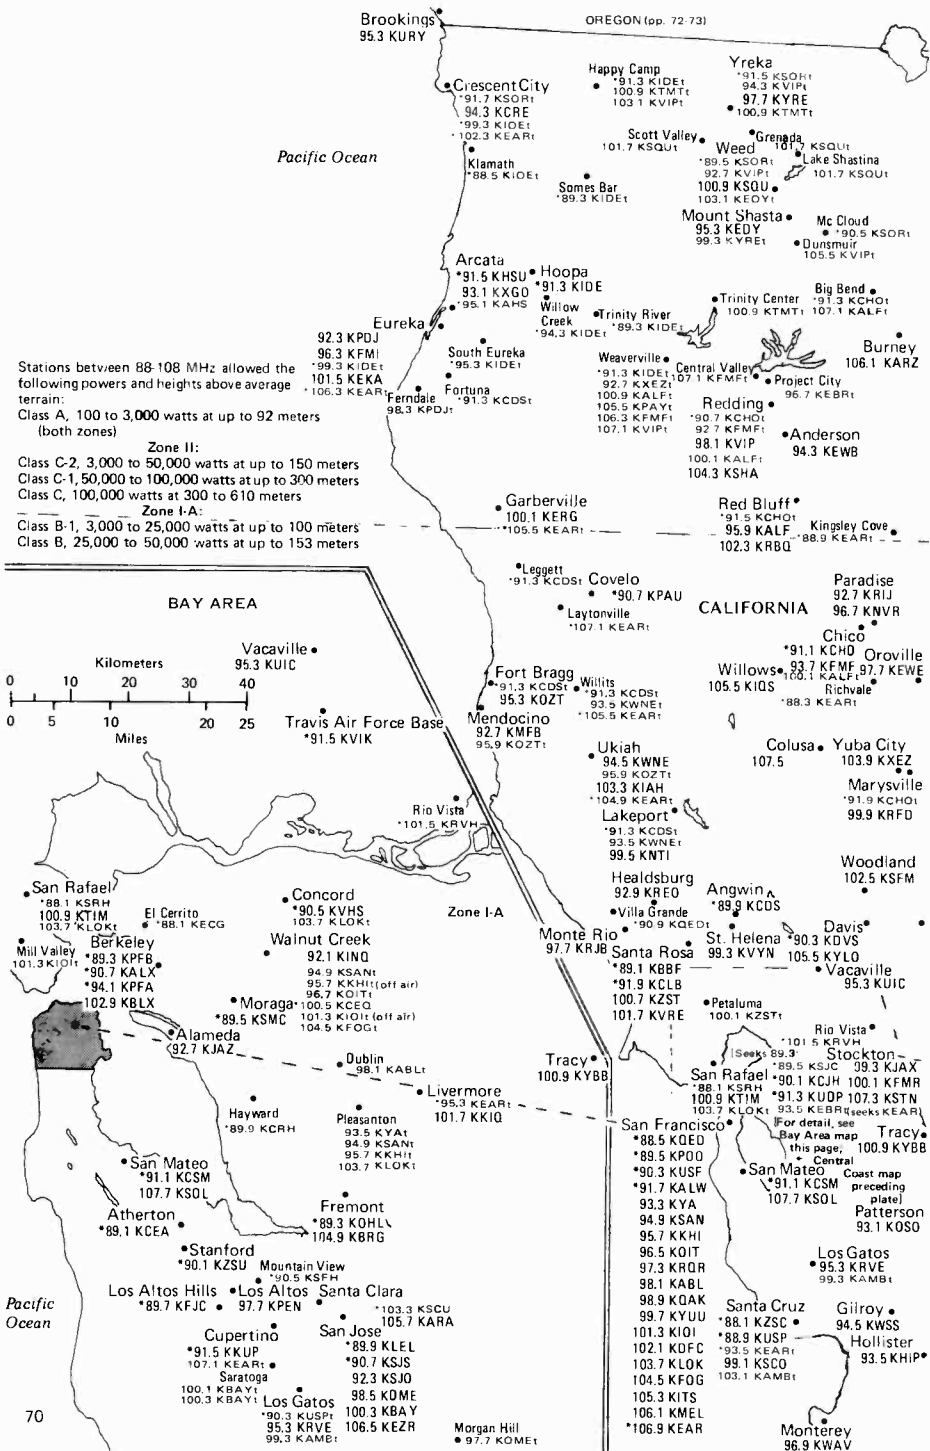 OREGON (pp. 72-73)
Brookings
95.3 KURY
Crescent City
*91.7 KSORt
94.3 KCRE
*99.3 KIDEt
*102.3 KEARt
Happy Camp
*91.3 KIDEt
100.9 KTMTt
103.1 KVIPt
Yreka
*91.5 KSORt
94.3 KVIPt
97.7 KYRE
100.9 KTMTt
Pacific Ocean
Klamath
*88.5 KIDEt
Scott Valley
101.7 KSQUt
Grenada
101.7 KSQUt
Weed
*89.5 KSORt
92.7 KVIPt
100.9 KSQU
103.1 KEDYt
Lake Shastina
101.7 KSQUt
Somes Bar
*89.3 KIDEt
Mount Shasta
95.3 KEDY
99.3 KYREt
Mc Cloud
*90.5 KSORt
Dunsmuir
105.5 KVIPt
Arcata
*91.5 KHSU
93.1 KXGO
*95.1 KAHS
Hoopa
*91.3 KIDE
Willow
Creek
*94.3 KIDEt
Trinity River
*89.3 KIDEt
Trinity Center
100.9 KTMTt
Big Bend
*91.3 KCHOt
107.1 KALFt
Eureka
92.3 KPDJ
96.3 KFMI
*99.3 KIDEt
101.5 KEKA
*106.3 KEARt
South Eureka
*95.3 KIDEt
Burney
106.1 KARZ
Ferndale
98.3 KPDJt
Fortuna
*91.3 KCDSt
Weaverville
*91.3 KIDEt
92.7 KXEZt
100.9 KALFt
105.5 KPAYt
106.3 KFMFt
107.1 KVIPt
Central Valley
107.1 KFMFt
Project City
96.7 KEBRt
Redding
*90.7 KCHOt
92.7 KFMFt
98.1 KVIP
100.1 KALFt
104.3 KSHA
Anderson
94.3 KEWB
Stations between 88-108 MHz allowed the
following powers and heights above average
terrain:
Class A, 100 to 3,000 watts at up to 92 meters
(both zones)
Zone II:
Class C-2, 3,000 to 50,000 watts at up to 150 meters
Class C-1, 50,000 to 100,000 watts at up to 300 meters
Class C, 100,000 watts at 300 to 610 meters
Zone I-A:
Class B-1, 3,000 to 25,000 watts at up to 100 meters
Class B, 25,000 to 50,000 watts at up to 153 meters
Garberville
100.1 KERG
*105.5 KEARt
Red Bluff
*91.5 KCHOt
95.9 KALF
102.3 KRBQ
Kingsley Cove
*88.9 KEARt
Leggett
*91.3 KCDSt
Covelo
*90.7 KPAU
Laytonville
*107.1 KEARt
CALIFORNIA
Paradise
92.7 KRIJ
96.7 KNVR
Chico
*91.1 KCHO
93.7 KFMF
100.1 KALFt
Oroville
97.7 KEWE
Willows
105.5 KIQS
Richvale
*88.3 KEARt
Fort Bragg
*91.3 KCDSt
95.3 KOZT
Willits
*91.3 KCDSt
93.5 KWNEt
*105.5 KEARt
Mendocino
92.7 KMFB
95.9 KOZTt
Ukiah
94.5 KWNE
95.9 KOZTt
103.3 KIAH
*104.9 KEARt
Colusa
107.5
Yuba City
103.9 KXEZ
Marysville
*91.9 KCHOt
99.9 KRFD
Lakeport
*91.3 KCDSt
93.5 KWNEt
99.5 KNTI
Woodland
102.5 KSFM
Healdsburg
92.9 KREO
Angwin
*89.9 KCDS
Villa Grande
*90.9 KQEDt
Monte Rio
97.7 KRJB
St. Helena
99.3 KVYN
Davis
*90.3 KDVS
105.5 KYLO
Santa Rosa
*89.1 KBBF
*91.9 KCLB
100.7 KZST
101.7 KVRE
Vacaville
95.3 KUIC
Petaluma
100.1 KZSTt
Rio Vista
*101.5 KRVH
BAY AREA
Kilometers
0 10 20 30 40
0 5 10 20 25
Miles
Vacaville
95.3 KUIC
Travis Air Force Base
*91.5 KVIK
Rio Vista
*101.5 KRVH
Zone I-A
San Rafael
*88.1 KSRH
100.9 KTIM
103.7 KLOKt
El Cerrito
*88.1 KECG
Concord
*90.5 KVHS
103.7 KLOKt
Mill Valley
101.3 KIOIt
Berkeley
*89.3 KPFB
*90.7 KALX
*94.1 KPFA
102.9 KBLX
Walnut Creek
92.1 KINQ
94.9 KSANt
95.7 KKHIt (off air)
96.7 KOITt
*100.5 KCEQ
101.3 KIOIt (off air)
104.5 KFOGt
Moraga
*89.5 KSMC
Alameda
92.7 KJAZ
Dublin
98.1 KABLt
Livermore
*95.3 KEARt
101.7 KKIQ
Hayward
*89.9 KCRH
Pleasanton
93.5 KYAt
94.9 KSANt
95.7 KKHIt
103.7 KLOKt
San Mateo
*91.1 KCSM
107.7 KSOL
Atherton
*89.1 KCEA
Fremont
*89.3 KOHL
104.9 KBRG
Stanford
*90.1 KZSU
Mountain View
*90.5 KSFH
Los Altos Hills
*89.7 KFJC
Los Altos
97.7 KPEN
Santa Clara
*103.3 KSCU
105.7 KARA
Pacific
Ocean
Cupertino
*91.5 KKUP
107.1 KEARt
San Jose
*89.9 KLEL
*90.7 KSJS
92.3 KSJO
98.5 KOME
100.3 KBAY
106.5 KEZR
Saratoga
100.1 KBAYt
100.3 KBAYt
Los Gatos
*90.3 KUSPt
95.3 KRVE
99.3 KAMBt
Morgan Hill
97.7 KOMEt
70
Tracy
100.9 KYBB
(Seeks 89.3)
San Rafael
*88.1 KSRH
100.9 KTIM
103.7 KLOKt
Stockton
*89.5 KSJC 99.3 KJAX
*90.1 KCJH 100.1 KFMR
*91.3 KUOP 107.3 KSTN
93.5 KEBRt (seeks KEAR)
San Francisco
*88.5 KQED
*89.5 KPOO
*90.3 KUSF
*91.7 KALW
93.3 KYA
94.9 KSAN
95.7 KKHI
96.5 KOIT
97.3 KRQR
98.1 KABL
98.9 KQAK
99.7 KYUU
101.3 KIOI
102.1 KDFC
103.7 KLOK
104.5 KFOG
105.3 KITS
106.1 KMEL
*106.9 KEAR
[For detail, see
Bay Area map
this page;
Central
Coast map
preceding
plate]
Tracy
100.9 KYBB
San Mateo
*91.1 KCSM
107.7 KSOL
Patterson
93.1 KOSO
Los Gatos
95.3 KRVE
99.3 KAMBt
Santa Cruz
*88.1 KZSC
*88.9 KUSP
*93.5 KEARt
99.1 KSCO
103.1 KAMBt
Gilroy
94.5 KWSS
Hollister
93.5 KHIP
Monterey
96.9 KWAV